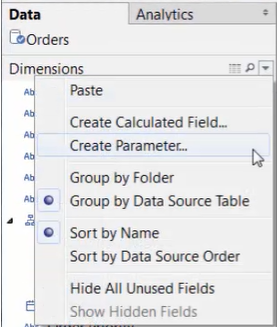 Data
Analytics
Orders
Dimensions
Ab
Paste
Ab
Create Calculated Field...
Ab
Create Parameter...
Ab
Ab
Group by Folder
Ab
Group by Data Source Table
Sort by Name
Sort by Data Source Order
Hide All Unused Fields
Show Hidden Fields